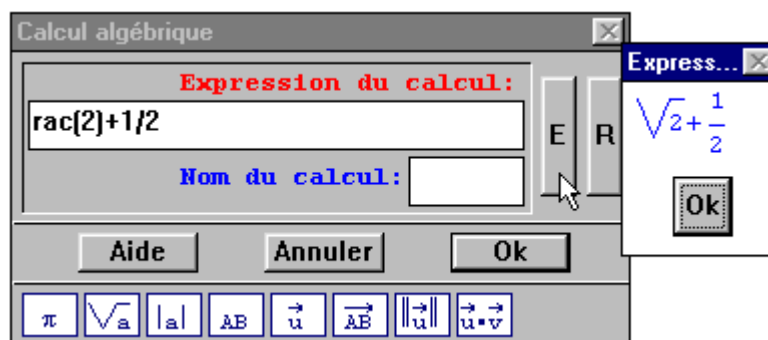 Calcul algébrique
Expression du calcul:
rac(2)+1/2
Nom du calcul:
E
R
Aide
Annuler
Ok
π √a |a| AB u⃗ A͞B⃗ ‖u⃗‖ u⃗•v⃗
Express...
√2+1/2
Ok